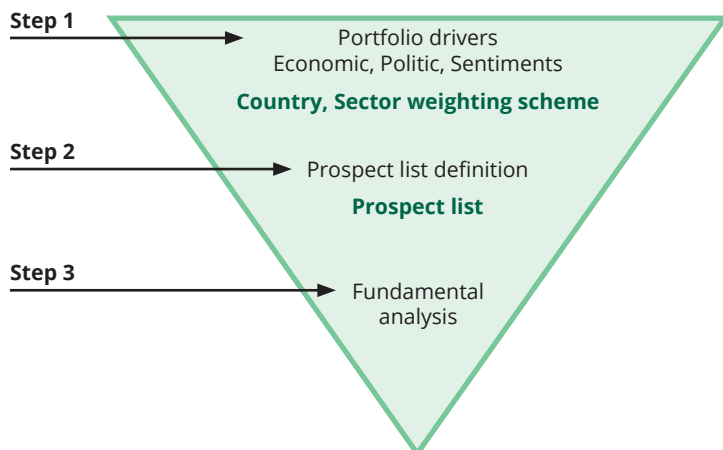 Step 1
Portfolio drivers
Economic, Politic, Sentiments
Country, Sector weighting scheme
Step 2
Prospect list definition
Prospect list
Step 3
Fundamental
analysis